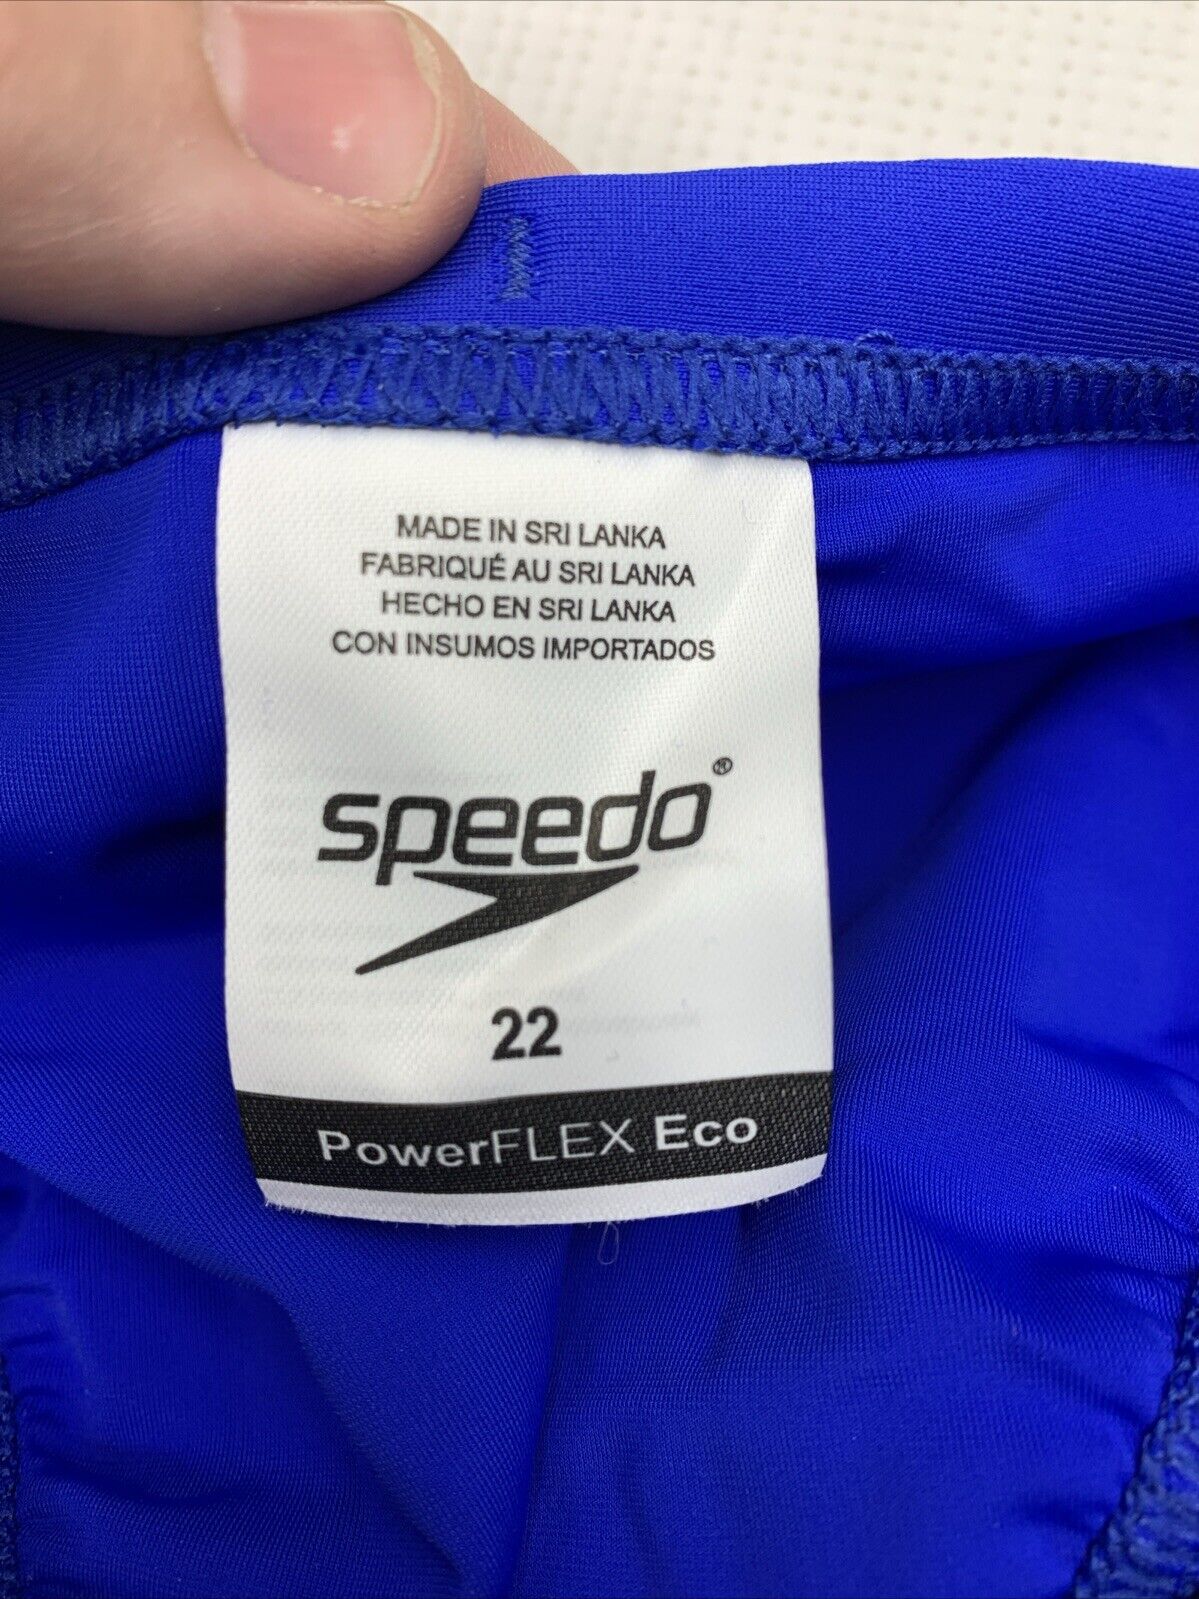 MADE IN SRI LANKA
FABRIQUÉ AU SRI LANKA
HECHO EN SRI LANKA
CON INSUMOS IMPORTADOS
speedo®
22
PowerFLEX Eco